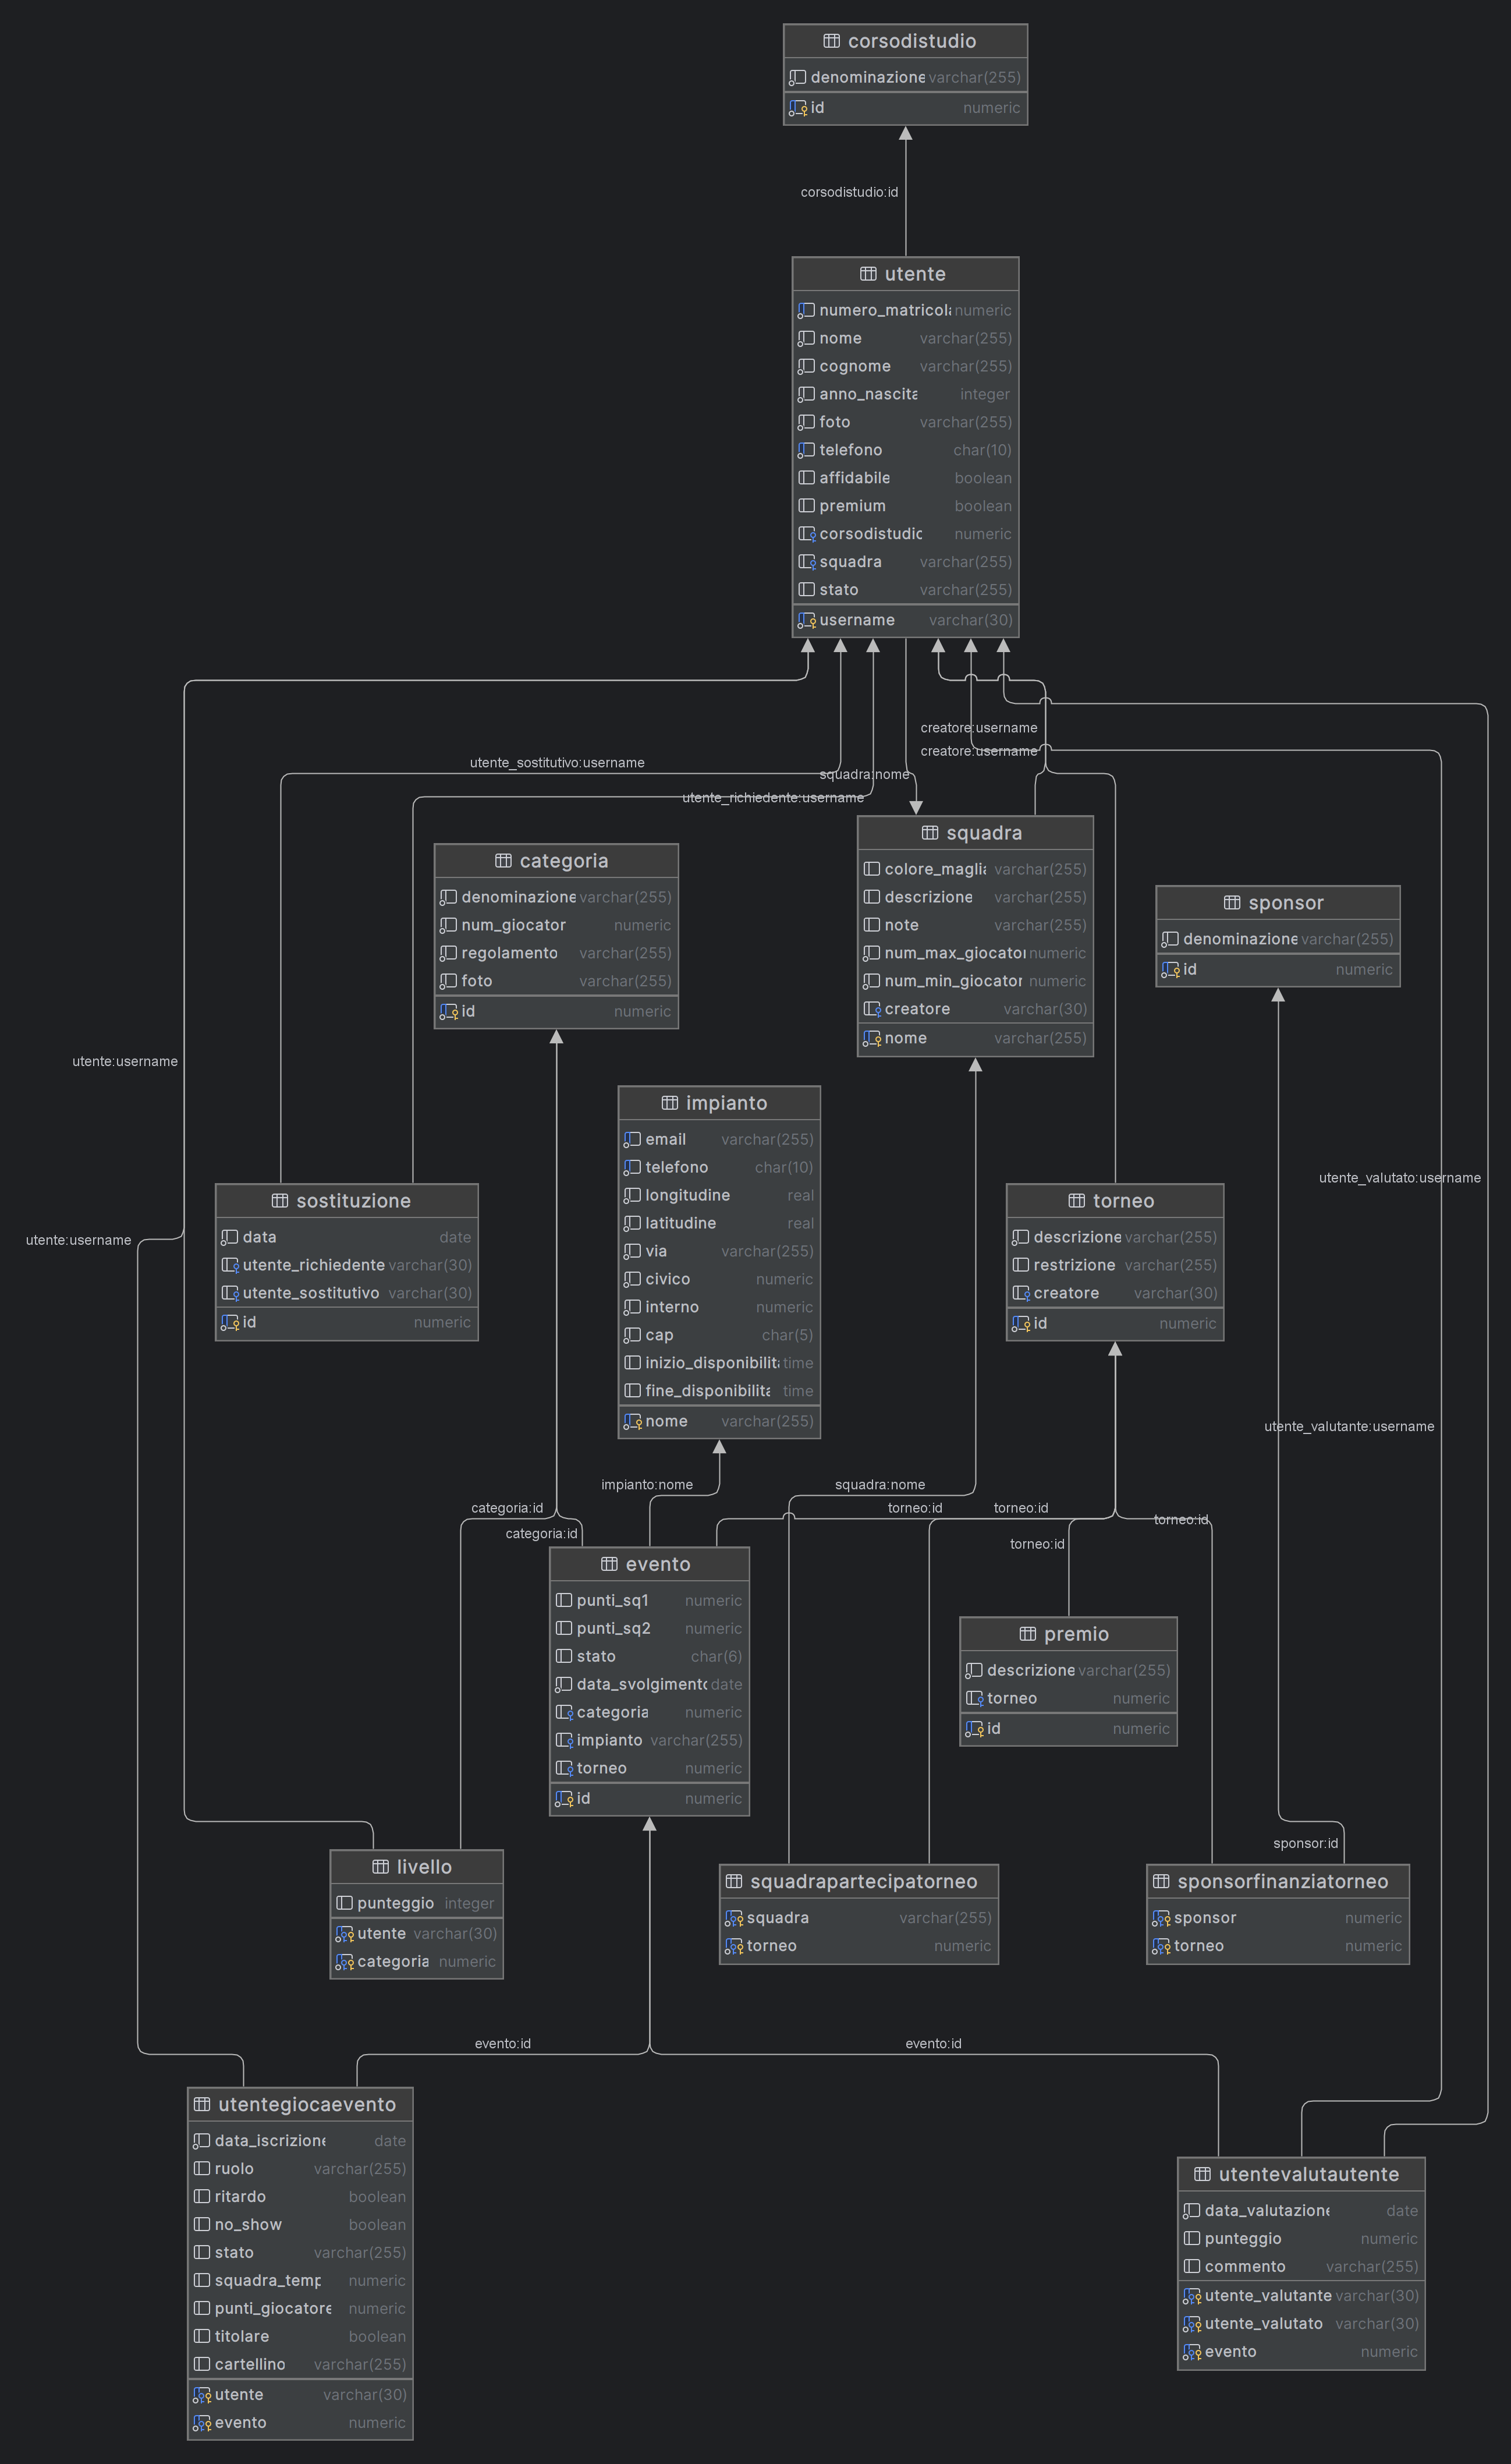 corsodistudio
denominazione varchar(255)
id numeric
corsodistudio:id
utente
numero_matricola numeric
nome varchar(255)
cognome varchar(255)
anno_nascita integer
foto varchar(255)
telefono char(10)
affidabile boolean
premium boolean
corsodistudio numeric
squadra varchar(255)
stato varchar(255)
username varchar(30)
creatore:username
creatore:username
utente_sostitutivo:username
squadra:nome
utente_richiedente:username
categoria
denominazione varchar(255)
num_giocator numeric
regolamento varchar(255)
foto varchar(255)
id numeric
squadra
colore_maglia varchar(255)
descrizione varchar(255)
note varchar(255)
num_max_giocator numeric
num_min_giocator numeric
creatore varchar(30)
nome varchar(255)
sponsor
denominazione varchar(255)
id numeric
utente:username
impianto
email varchar(255)
telefono char(10)
longitudine real
latitudine real
via varchar(255)
civico numeric
interno numeric
cap char(5)
inizio_disponibilita time
fine_disponibilita time
nome varchar(255)
utente_valutato:username
sostituzione
data date
utente_richiedente varchar(30)
utente_sostitutivo varchar(30)
id numeric
torneo
descrizione varchar(255)
restrizione varchar(255)
creatore varchar(30)
id numeric
utente:username
utente_valutante:username
impianto:nome
squadra:nome
categoria:id
torneo:id
torneo:id
torneo:id
categoria:id
torneo:id
evento
punti_sq1 numeric
punti_sq2 numeric
stato char(6)
data_svolgimento date
categoria numeric
impianto varchar(255)
torneo numeric
id numeric
premio
descrizione varchar(255)
torneo numeric
id numeric
sponsor:id
livello
punteggio integer
utente varchar(30)
categoria numeric
squadrapartecipatorneo
squadra varchar(255)
torneo numeric
sponsorfinanziatorneo
sponsor numeric
torneo numeric
evento:id
evento:id
utentegiocaevento
data_iscrizione date
ruolo varchar(255)
ritardo boolean
no_show boolean
stato varchar(255)
squadra_temp numeric
punti_giocatore numeric
titolare boolean
cartellino varchar(255)
utente varchar(30)
evento numeric
utentevalutautente
data_valutazione date
punteggio numeric
commento varchar(255)
utente_valutante varchar(30)
utente_valutato varchar(30)
evento numeric